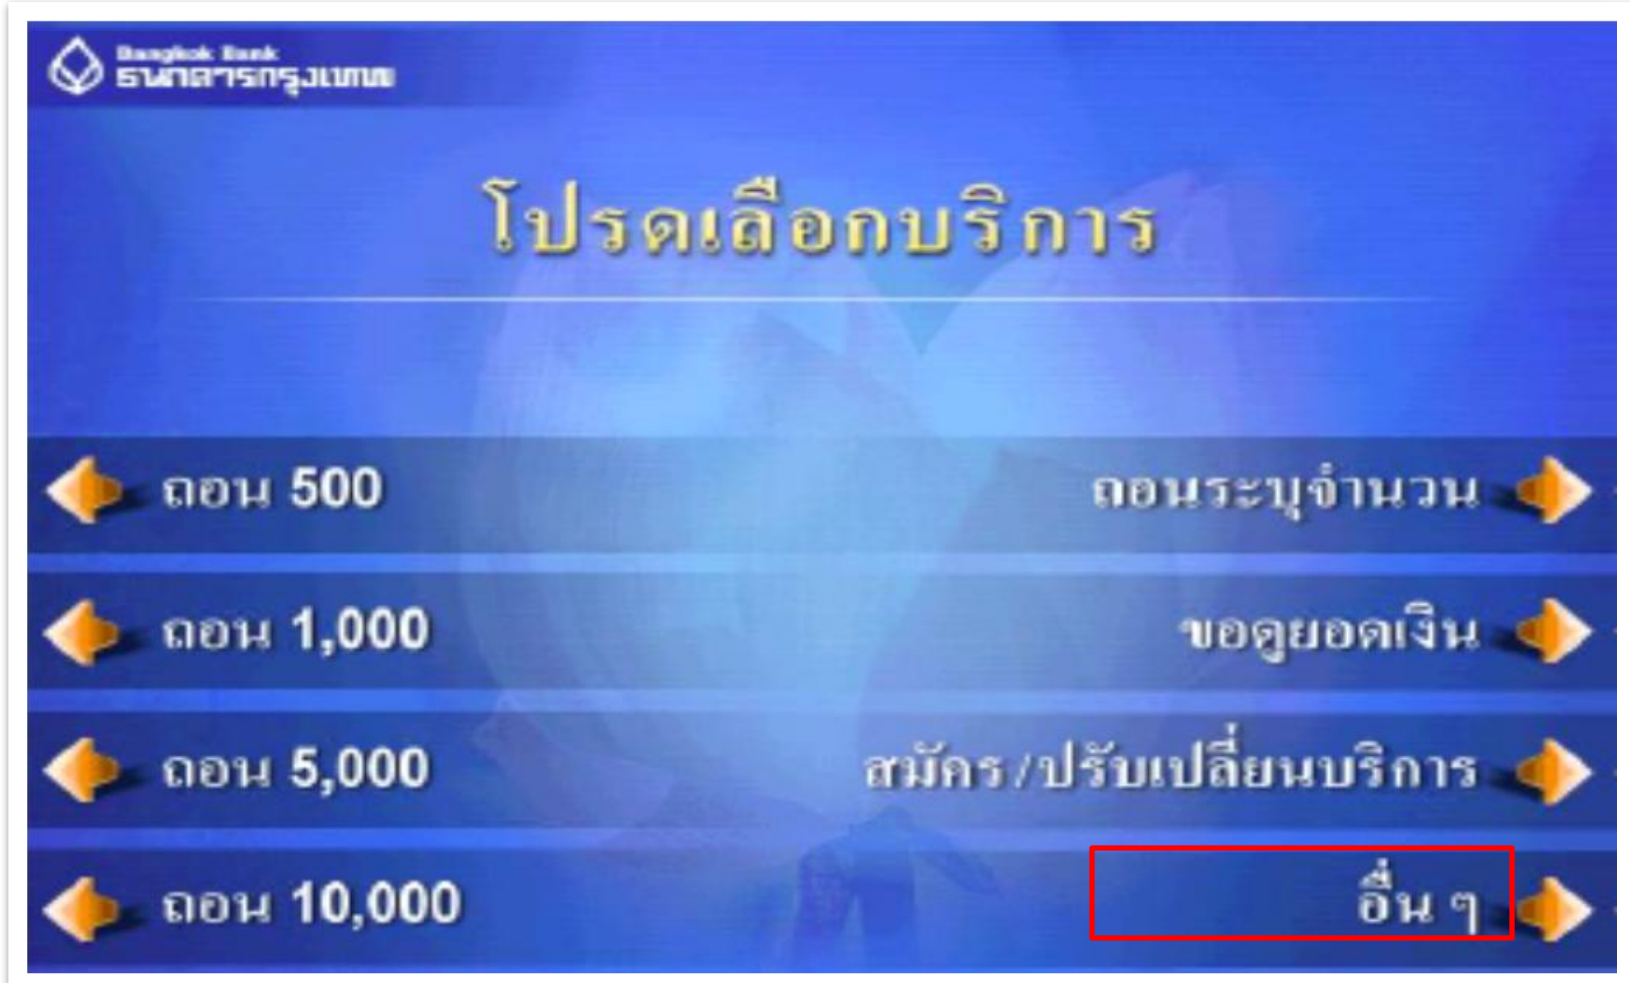 Bangkok Bank
ธนาคารกรุงเทพ
โปรดเลือกบริการ
ถอน 500
ถอนระบุจำนวน
ถอน 1,000
ขอดูยอดเงิน
ถอน 5,000
สมัคร/ปรับเปลี่ยนบริการ
ถอน 10,000
อื่น ๆ